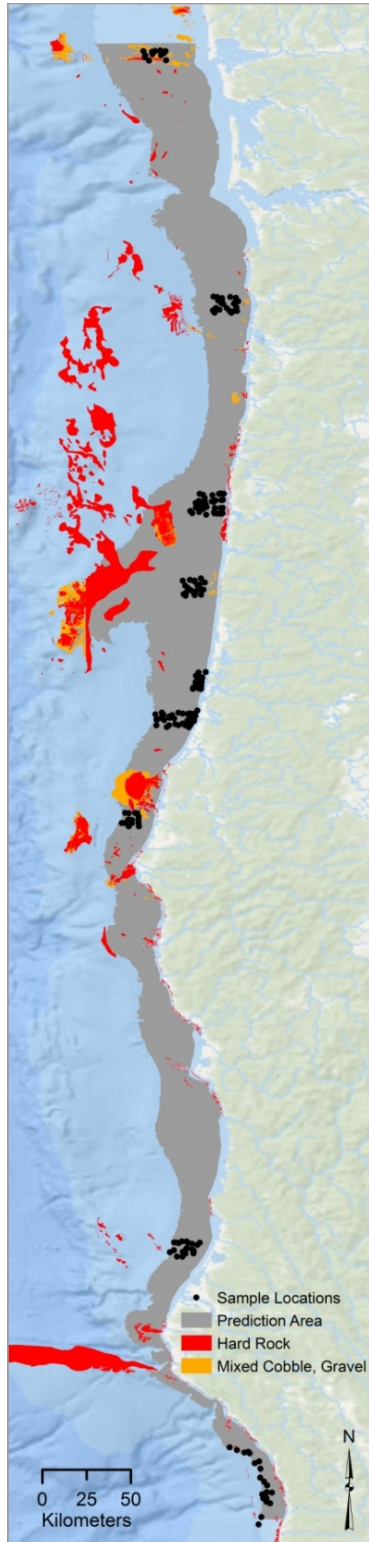 Sample Locations
Prediction Area
Hard Rock
Mixed Cobble, Gravel
N
0 25 50
Kilometers